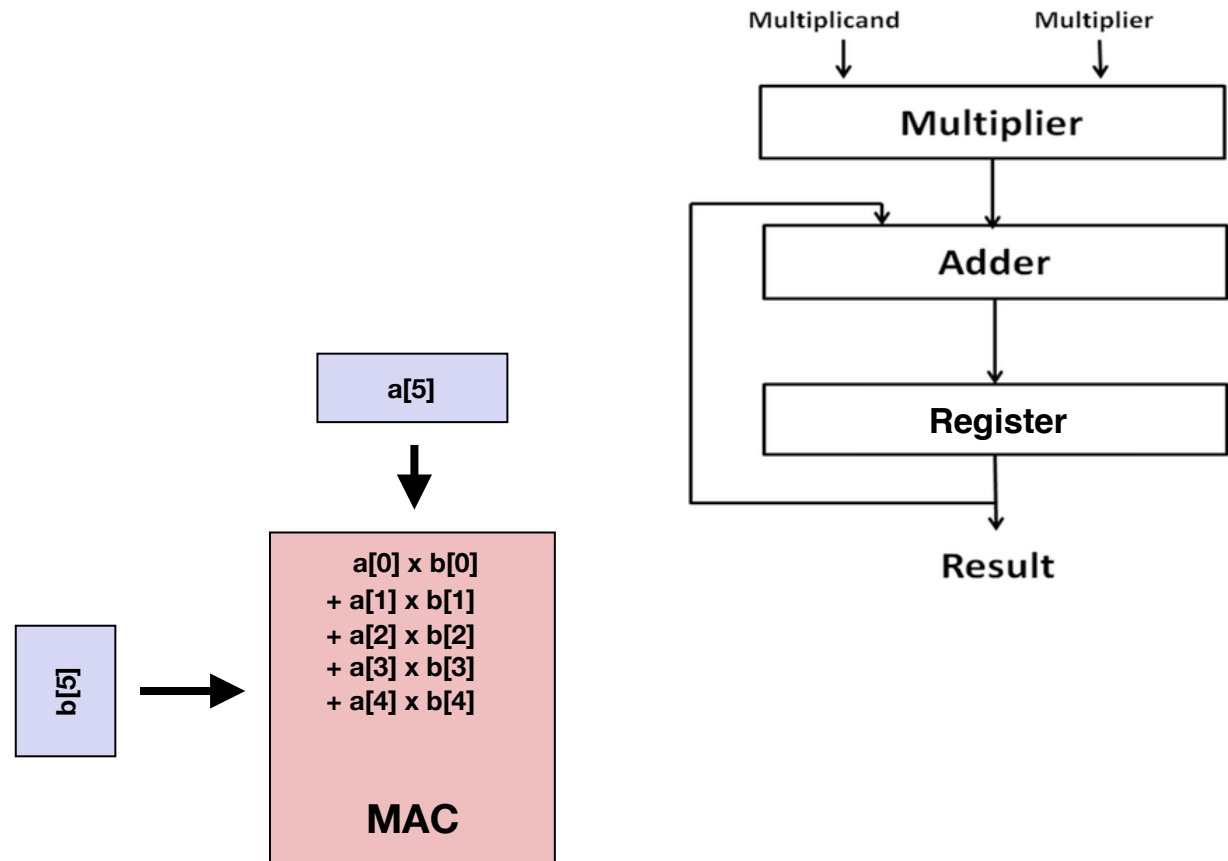 Multiplicand Multiplier
Multiplier
Adder
Register
Result
a[5]
b[5]
a[0] x b[0]
+ a[1] x b[1]
+ a[2] x b[2]
+ a[3] x b[3]
+ a[4] x b[4]
MAC